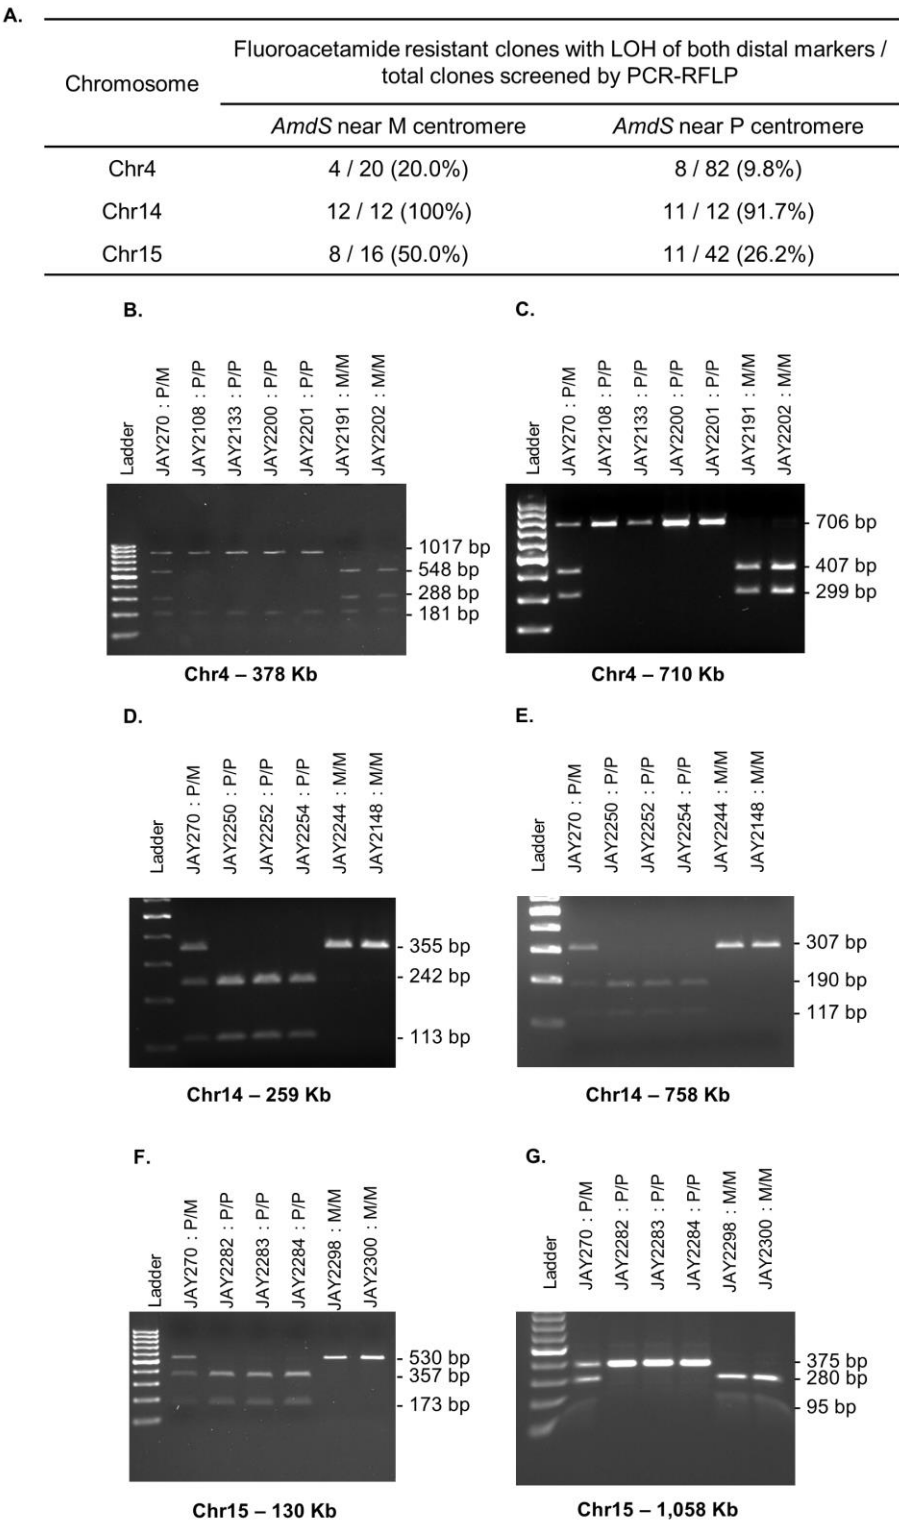 A.
Chromosome
Fluoroacetamide resistant clones with LOH of both distal markers /
total clones screened by PCR-RFLP
AmdS near M centromere
AmdS near P centromere
Chr4 4 / 20 (20.0%) 8 / 82 (9.8%)
Chr14 12 / 12 (100%) 11 / 12 (91.7%)
Chr15 8 / 16 (50.0%) 11 / 42 (26.2%)
B.
Ladder
JAY270 : P/M
JAY2108 : P/P
JAY2133 : P/P
JAY2200 : P/P
JAY2201 : P/P
JAY2191 : M/M
JAY2202 : M/M
- 1017 bp
- 548 bp
- 288 bp
- 181 bp
Chr4 – 378 Kb
C.
Ladder
JAY270 : P/M
JAY2108 : P/P
JAY2133 : P/P
JAY2200 : P/P
JAY2201 : P/P
JAY2191 : M/M
JAY2202 : M/M
- 706 bp
- 407 bp
- 299 bp
Chr4 – 710 Kb
D.
Ladder
JAY270 : P/M
JAY2250 : P/P
JAY2252 : P/P
JAY2254 : P/P
JAY2244 : M/M
JAY2148 : M/M
- 355 bp
- 242 bp
- 113 bp
Chr14 – 259 Kb
E.
Ladder
JAY270 : P/M
JAY2250 : P/P
JAY2252 : P/P
JAY2254 : P/P
JAY2244 : M/M
JAY2148 : M/M
- 307 bp
- 190 bp
- 117 bp
Chr14 – 758 Kb
F.
Ladder
JAY270 : P/M
JAY2282 : P/P
JAY2283 : P/P
JAY2284 : P/P
JAY2298 : M/M
JAY2300 : M/M
- 530 bp
- 357 bp
- 173 bp
Chr15 – 130 Kb
G.
Ladder
JAY270 : P/M
JAY2282 : P/P
JAY2283 : P/P
JAY2284 : P/P
JAY2298 : M/M
JAY2300 : M/M
- 375 bp
- 280 bp
- 95 bp
Chr15 – 1,058 Kb